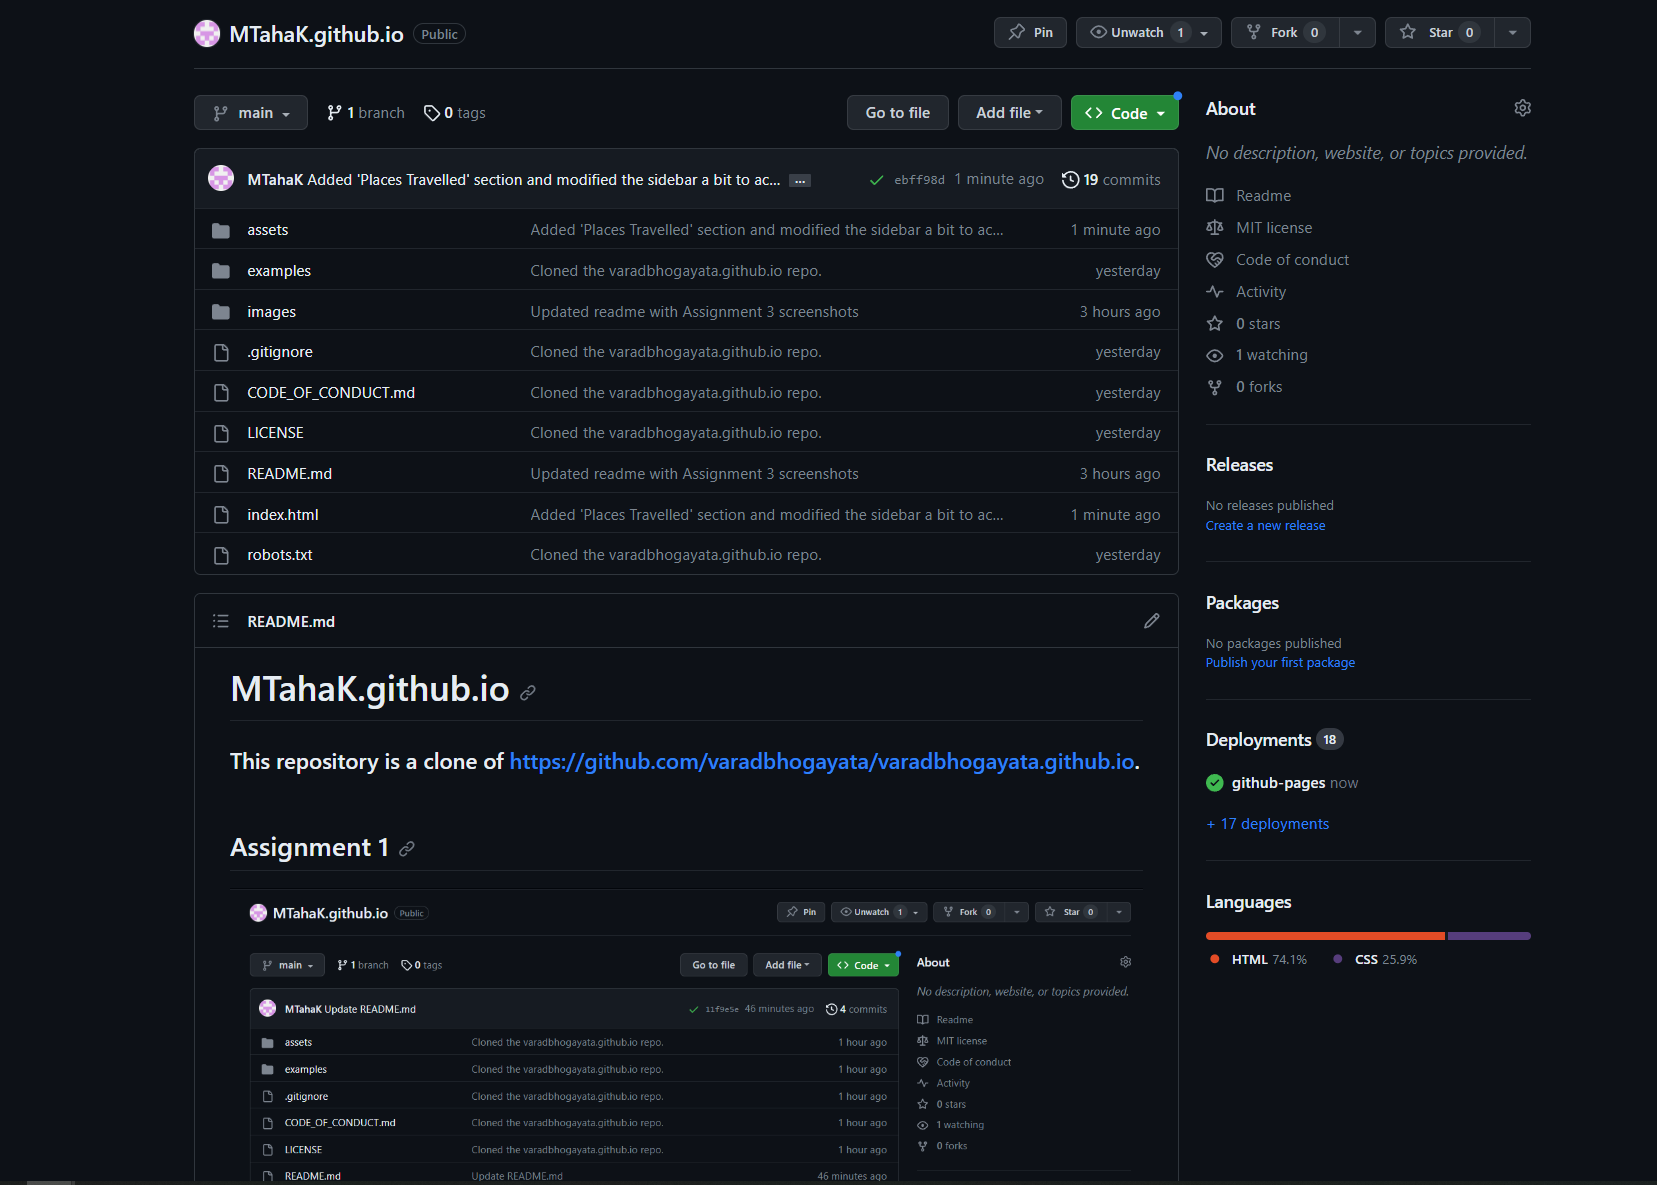 MTahaK.github.io Public
Pin Unwatch 1 Fork 0 Star 0
main 1 branch 0 tags Go to file Add file <> Code
MTahaK Added 'Places Travelled' section and modified the sidebar a bit to ac... ... ebff98d 1 minute ago 19 commits
assets Added 'Places Travelled' section and modified the sidebar a bit to ac... 1 minute ago
examples Cloned the varadbhogayata.github.io repo. yesterday
images Updated readme with Assignment 3 screenshots 3 hours ago
.gitignore Cloned the varadbhogayata.github.io repo. yesterday
CODE_OF_CONDUCT.md Cloned the varadbhogayata.github.io repo. yesterday
LICENSE Cloned the varadbhogayata.github.io repo. yesterday
README.md Updated readme with Assignment 3 screenshots 3 hours ago
index.html Added 'Places Travelled' section and modified the sidebar a bit to ac... 1 minute ago
robots.txt Cloned the varadbhogayata.github.io repo. yesterday
README.md
MTahaK.github.io
This repository is a clone of https://github.com/varadbhogayata/varadbhogayata.github.io.
Assignment 1
MTahaK.github.io Public
Pin Unwatch 1 Fork 0 Star 0
main 1 branch 0 tags Go to file Add file <> Code
MTahaK Update README.md 11f9e5e 46 minutes ago 4 commits
assets Cloned the varadbhogayata.github.io repo. 1 hour ago
examples Cloned the varadbhogayata.github.io repo. 1 hour ago
.gitignore Cloned the varadbhogayata.github.io repo. 1 hour ago
CODE_OF_CONDUCT.md Cloned the varadbhogayata.github.io repo. 1 hour ago
LICENSE Cloned the varadbhogayata.github.io repo. 1 hour ago
README.md Update README.md 46 minutes ago
About
No description, website, or topics provided.
Readme
MIT license
Code of conduct
Activity
0 stars
1 watching
0 forks
About
No description, website, or topics provided.
Readme
MIT license
Code of conduct
Activity
0 stars
1 watching
0 forks
Releases
No releases published
Create a new release
Packages
No packages published
Publish your first package
Deployments 18
github-pages now
+ 17 deployments
Languages
HTML 74.1% CSS 25.9%